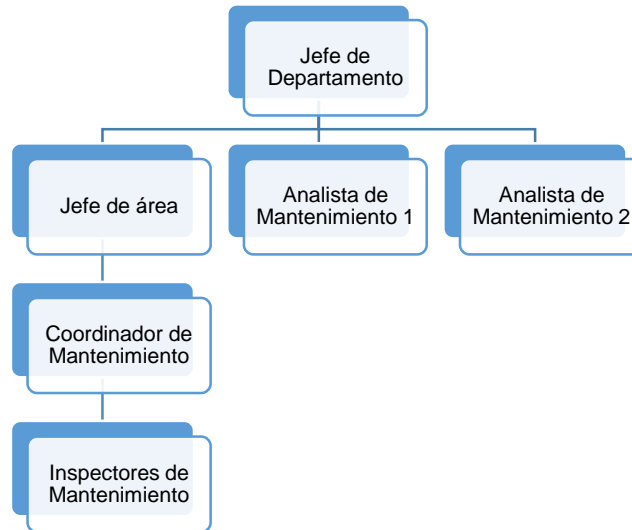 Jefe de
Departamento
Jefe de área
Analista de
Mantenimiento 1
Analista de
Mantenimiento 2
Coordinador de
Mantenimiento
Inspectores de
Mantenimiento